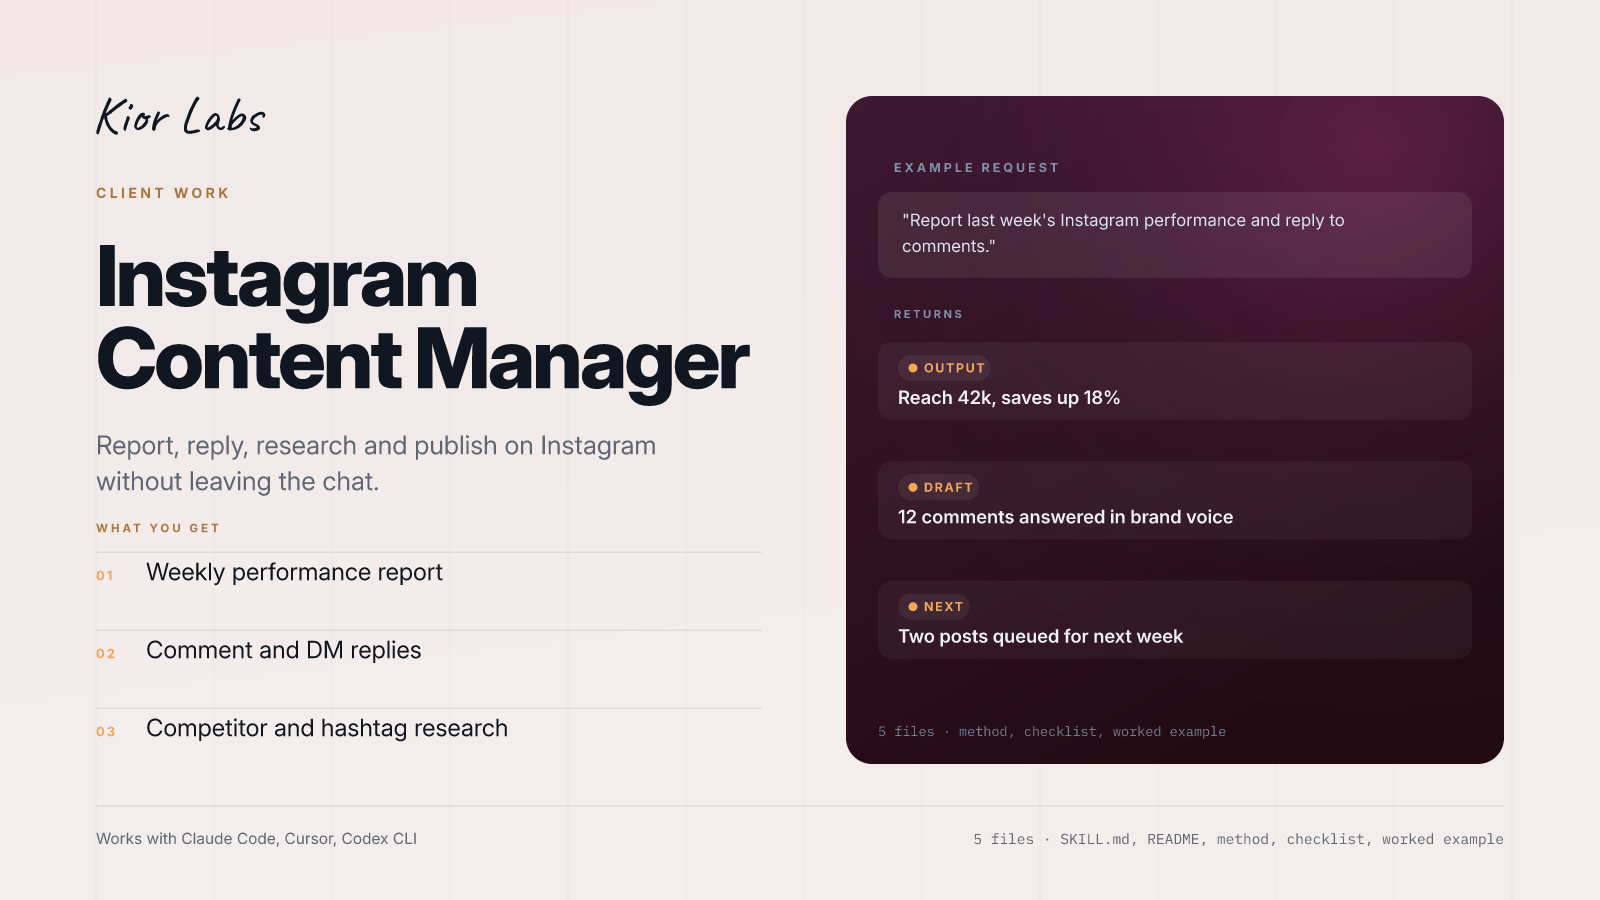 Kior Labs
CLIENT WORK
Instagram
Content Manager
Report, reply, research and publish on Instagram
without leaving the chat.
WHAT YOU GET
01 Weekly performance report
02 Comment and DM replies
03 Competitor and hashtag research
EXAMPLE REQUEST
"Report last week's Instagram performance and reply to
comments."
RETURNS
OUTPUT
Reach 42k, saves up 18%
DRAFT
12 comments answered in brand voice
NEXT
Two posts queued for next week
5 files · method, checklist, worked example
Works with Claude Code, Cursor, Codex CLI
5 files · SKILL.md, README, method, checklist, worked example